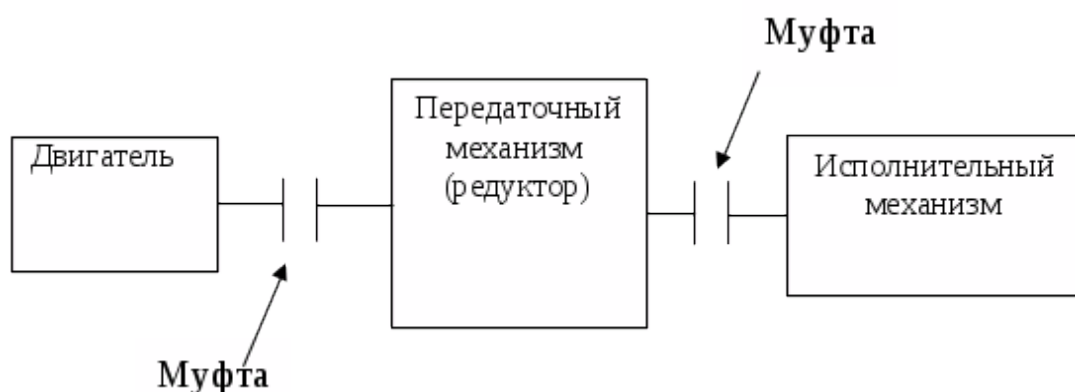 Муфта
Передаточный
механизм
(редуктор)
Двигатель
Исполнительный
механизм
Муфта